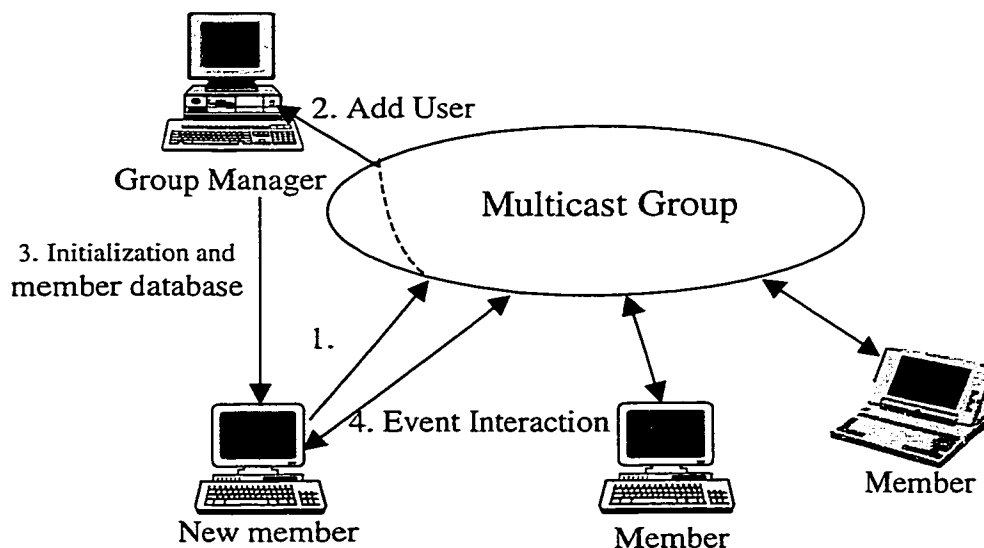 2. Add User
Group Manager
Multicast Group
3. Initialization and
member database
1.
4. Event Interaction
New member
Member
Member